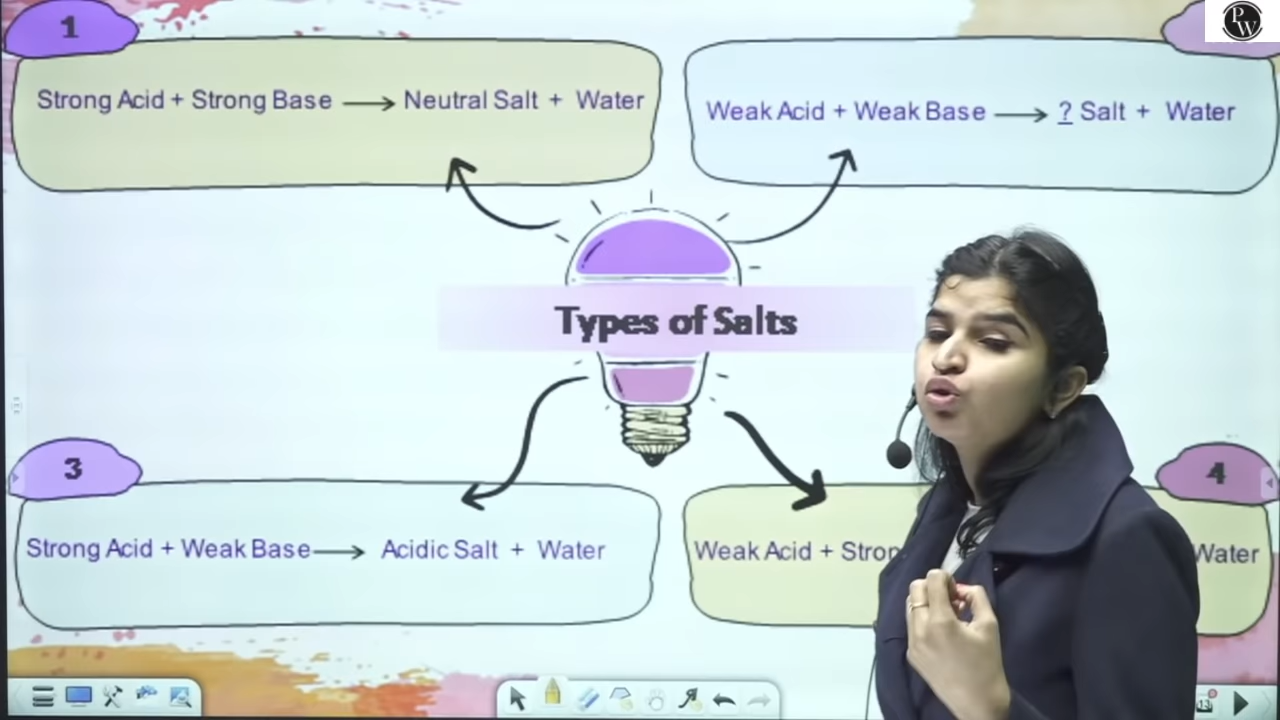 1
Strong Acid + Strong Base ⟶ Neutral Salt + Water
PW
Weak Acid + Weak Base ⟶ ? Salt + Water
Types of Salts
3
Strong Acid + Weak Base ⟶ Acidic Salt + Water
4
Weak Acid + Stron
Water